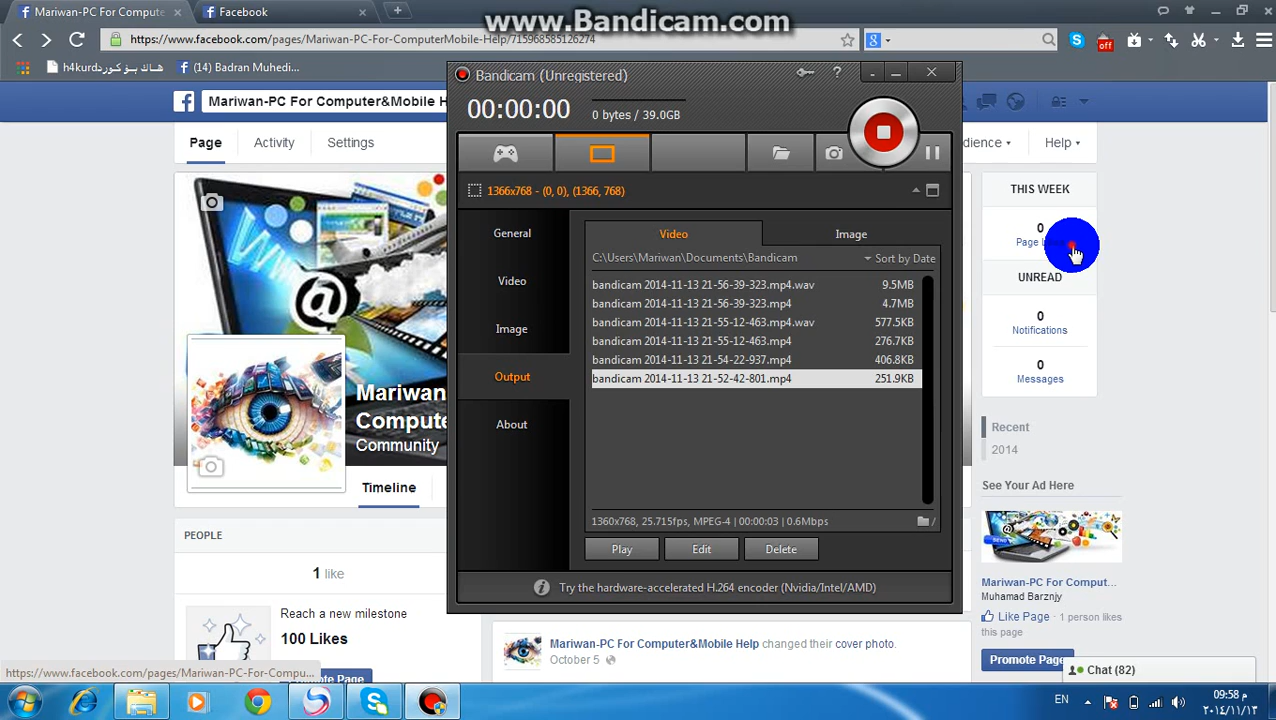 Mariwan-PC For Compute
Facebook
www.Bandicam.com
https://www.facebook.com/pages/Mariwan-PC-For-ComputerMobile-Help/715968585126274
off
h4kurdهاك بـۆ كورد
(14) Badran Muhedi...
Mariwan-PC For Computer&Mobile H
Page
Activity
Settings
Help
Bandicam (Unregistered)
00:00:00
0 bytes / 39.0GB
1366x768 - (0, 0), (1366, 768)
General
Video
Image
Output
About
Video
Image
C:\Users\Mariwan\Documents\Bandicam
Sort by Date
bandicam 2014-11-13 21-56-39-323.mp4.wav 9.5MB
bandicam 2014-11-13 21-56-39-323.mp4 4.7MB
bandicam 2014-11-13 21-55-12-463.mp4.wav 577.5KB
bandicam 2014-11-13 21-55-12-463.mp4 276.7KB
bandicam 2014-11-13 21-54-22-937.mp4 406.8KB
bandicam 2014-11-13 21-52-42-801.mp4 251.9KB
1360x768, 25.715fps, MPEG-4 | 00:00:03 | 0.6Mbps
Play
Edit
Delete
Try the hardware-accelerated H.264 encoder (Nvidia/Intel/AMD)
THIS WEEK
0
Page
UNREAD
0
Notifications
0
Messages
Recent
2014
See Your Ad Here
Mariwan-PC For Comput...
Muhamad Barznjy
Like Page · 1 person likes
this page
Promote Page
Mariwan
Compute
Community
Timeline
PEOPLE
1 like
Reach a new milestone
100 Likes
Mariwan-PC For Computer&Mobile Help changed their cover photo.
October 5
Chat (82)
https://www.facebook.com/pages/Mariwan-PC-For-Compu...
EN
09:58 م
٢٠١٤/١١/١٣